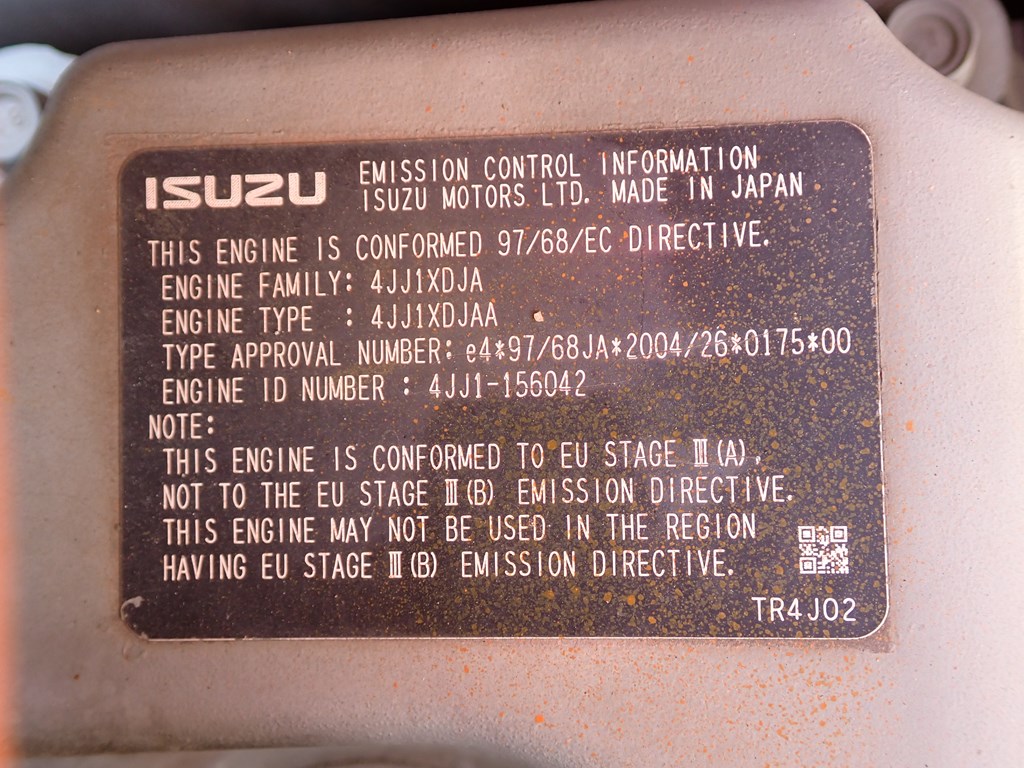 ISUZU
EMISSION CONTROL INFORMATION
ISUZU MOTORS LTD. MADE IN JAPAN
THIS ENGINE IS CONFORMED 97/68/EC DIRECTIVE.
ENGINE FAMILY: 4JJ1XDJA
ENGINE TYPE : 4JJ1XDJAA
TYPE APPROVAL NUMBER: e4*97/68JA*2004/26*0175*00
ENGINE ID NUMBER : 4JJ1-156042
NOTE:
THIS ENGINE IS CONFORMED TO EU STAGE Ⅲ(A),
NOT TO THE EU STAGE Ⅲ(B) EMISSION DIRECTIVE.
THIS ENGINE MAY NOT BE USED IN THE REGION
HAVING EU STAGE Ⅲ(B) EMISSION DIRECTIVE.
TR4J02